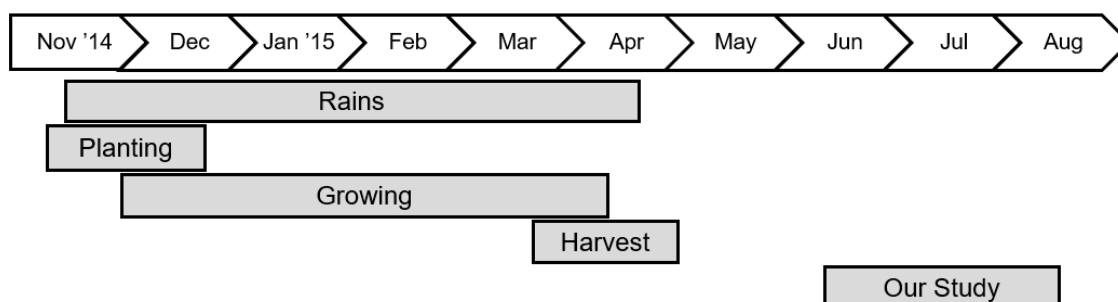 Nov '14 Dec Jan '15 Feb Mar Apr May Jun Jul Aug
Rains
Planting
Growing
Harvest
Our Study